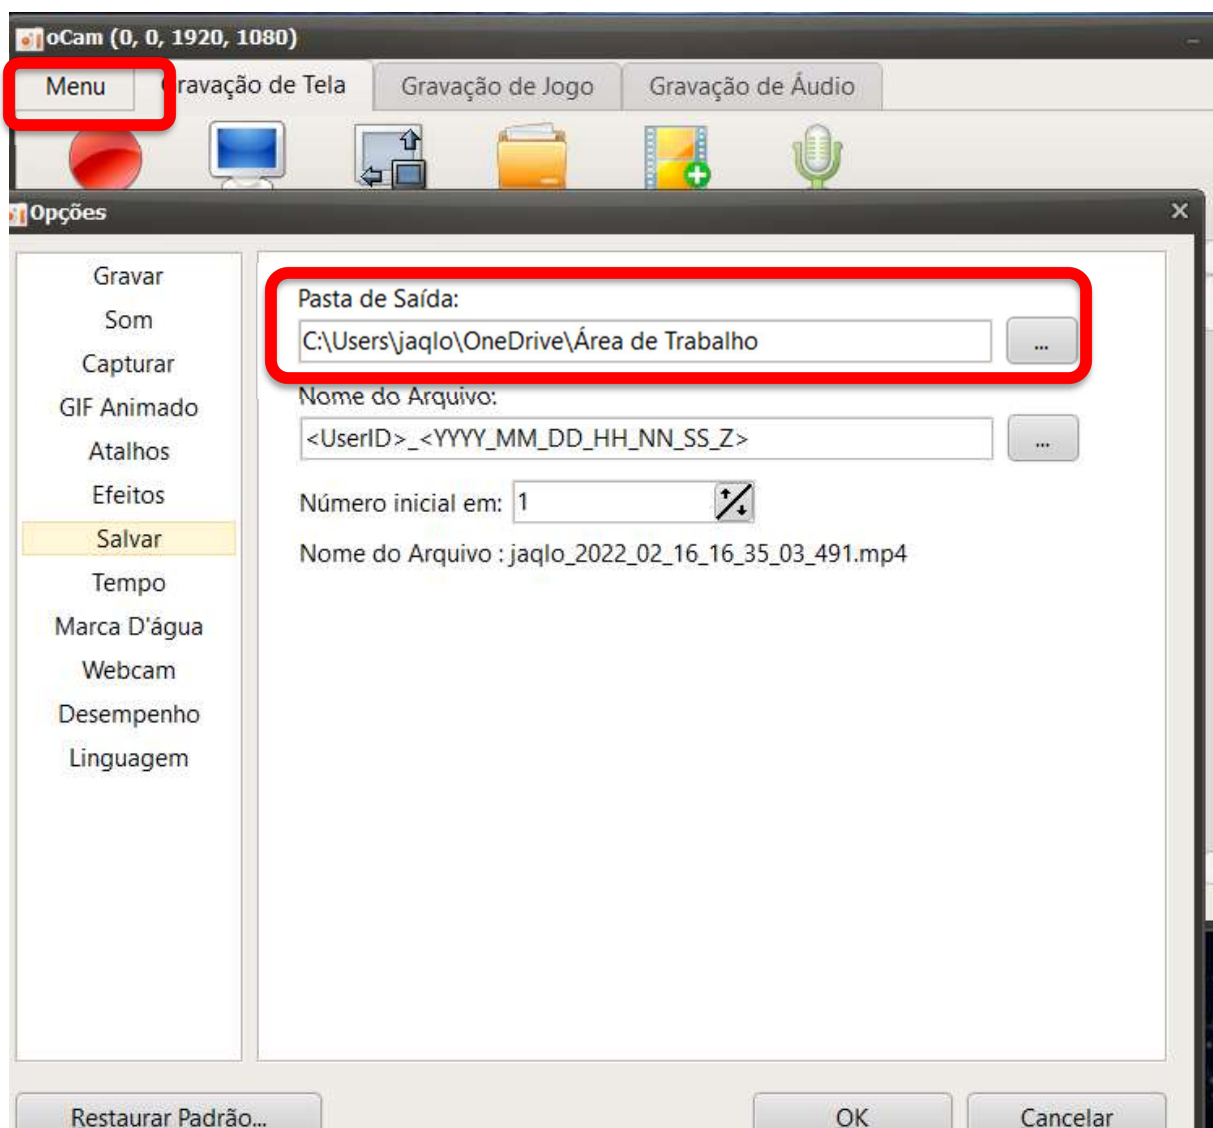 oCam (0, 0, 1920, 1080)
Menu
ravação de Tela
Gravação de Jogo
Gravação de Áudio
Opções
Gravar
Som
Capturar
GIF Animado
Atalhos
Efeitos
Salvar
Tempo
Marca D'água
Webcam
Desempenho
Linguagem
Pasta de Saída:
C:\Users\jaqlo\OneDrive\Área de Trabalho
...
Nome do Arquivo:
<UserID>_<YYYY_MM_DD_HH_NN_SS_Z>
...
Número inicial em: 1
Nome do Arquivo : jaqlo_2022_02_16_16_35_03_491.mp4
Restaurar Padrão...
OK
Cancelar